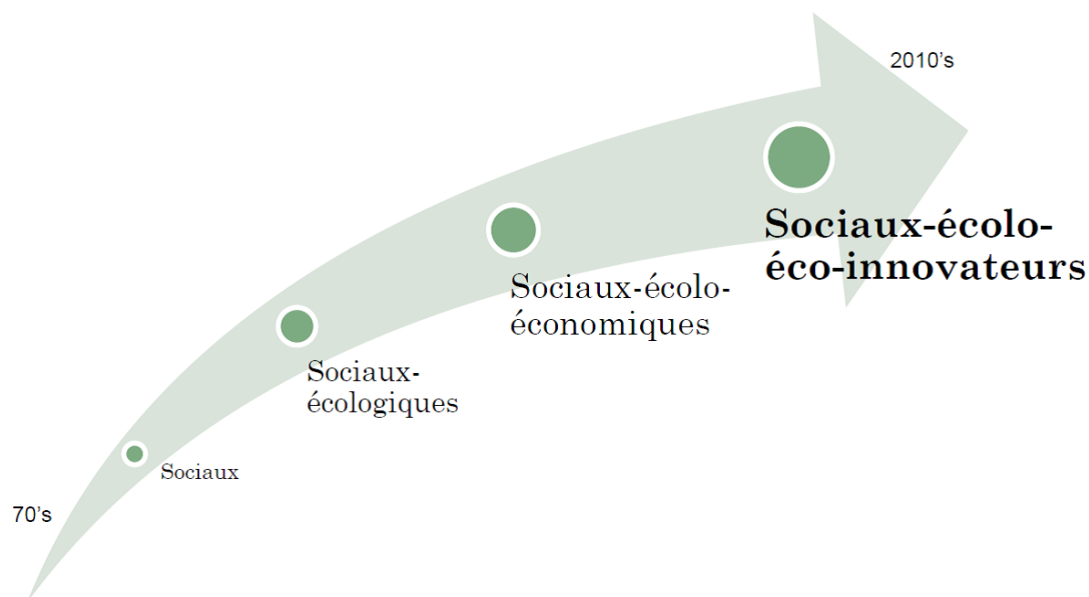 2010's
Sociaux-écolo-
éco-innovateurs
Sociaux-écolo-
économiques
Sociaux-
écologiques
Sociaux
70's